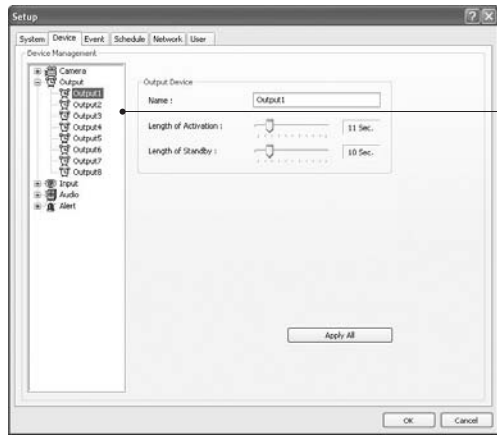 Setup
System Device Event Schedule Network User
Device Management
Camera
Output
Output1
Output2
Output3
Output4
Output5
Output6
Output7
Output8
Input
Audio
Alert
Output Device
Name : Output1
Length of Activation : 11 Sec.
Length of Standby : 10 Sec.
Apply All
OK Cancel